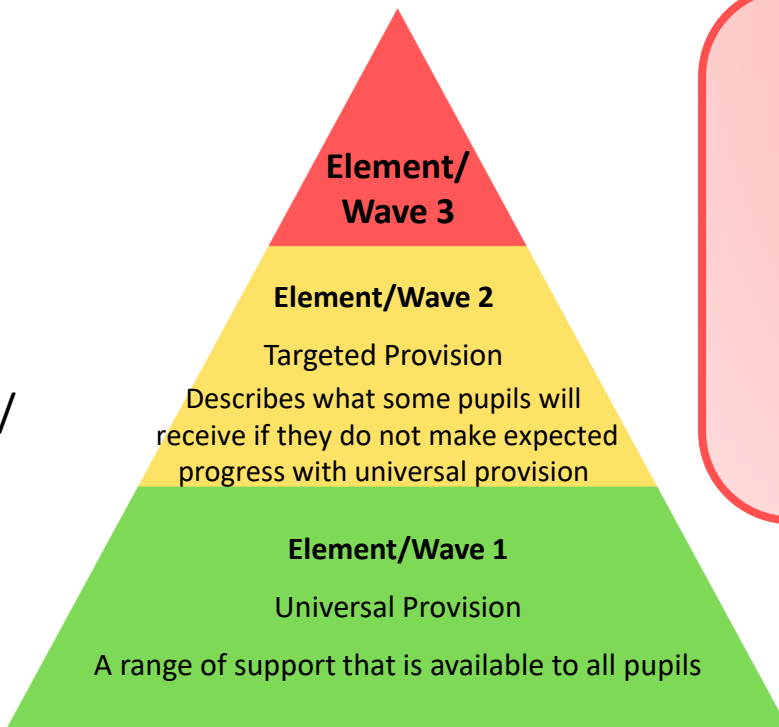 Element/
Wave 3
Element/Wave 2
Targeted Provision
Describes what some pupils will
receive if they do not make expected
progress with universal provision
/
Element/Wave 1
Universal Provision
A range of support that is available to all pupils